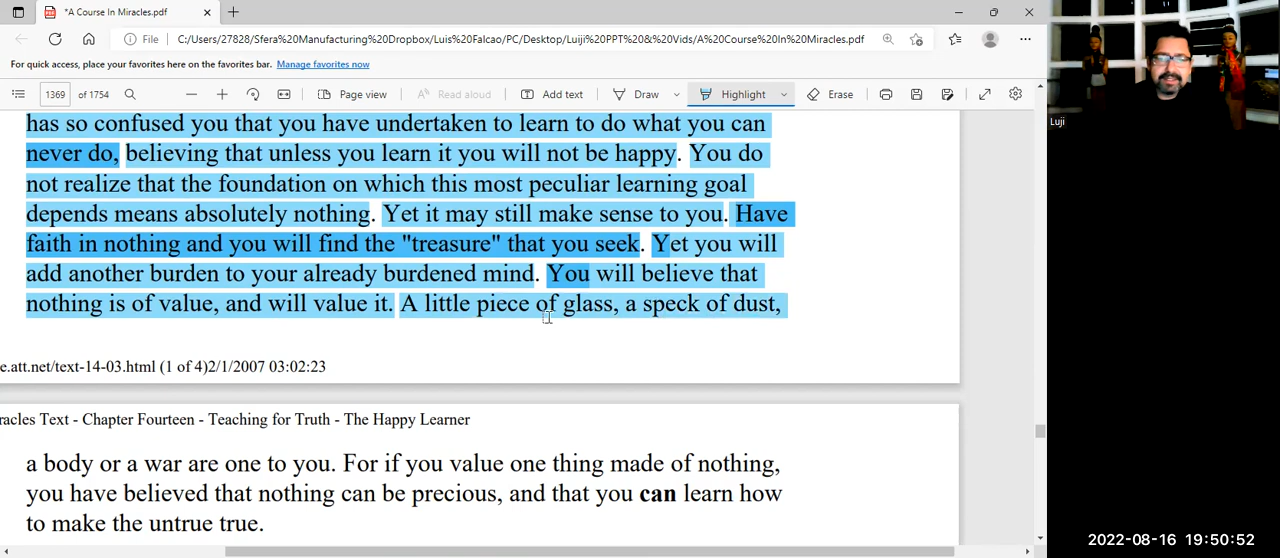 *A Course In Miracles.pdf
File C:/Users/27828/Sfera%20Manufacturing%20Dropbox/Luis%20Falcao/PC/Desktop/Luiji%20PPT%20&%20Vids/A%20Course%20In%20Miracles.pdf
For quick access, place your favorites here on the favorites bar. Manage favorites now
1369 of 1754 Page view Read aloud Add text Draw Highlight Erase
has so confused you that you have undertaken to learn to do what you can
never do, believing that unless you learn it you will not be happy. You do
not realize that the foundation on which this most peculiar learning goal
depends means absolutely nothing. Yet it may still make sense to you. Have
faith in nothing and you will find the "treasure" that you seek. Yet you will
add another burden to your already burdened mind. You will believe that
nothing is of value, and will value it. A little piece of glass, a speck of dust,
e.att.net/text-14-03.html (1 of 4)2/1/2007 03:02:23
racles Text - Chapter Fourteen - Teaching for Truth - The Happy Learner
a body or a war are one to you. For if you value one thing made of nothing,
you have believed that nothing can be precious, and that you can learn how
to make the untrue true.
Luji
2022-08-16 19:50:52